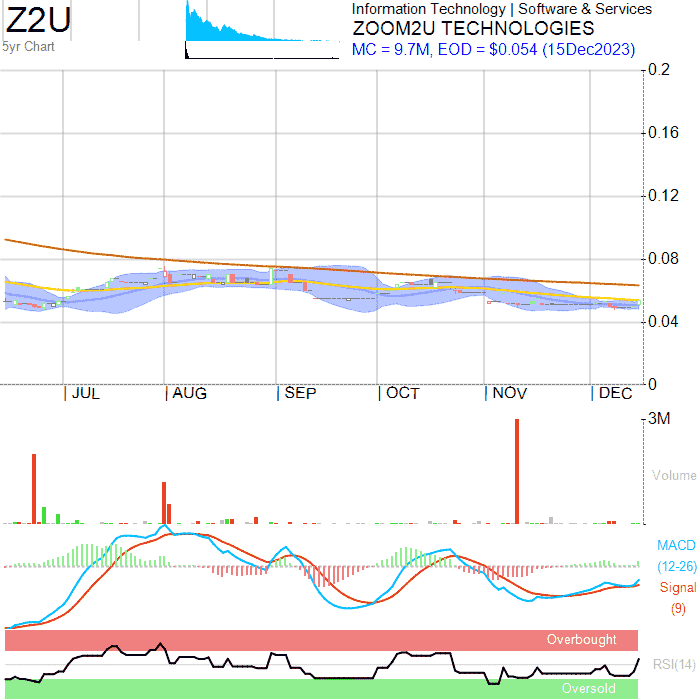 Z2U
5yr Chart
Information Technology | Software & Services
ZOOM2U TECHNOLOGIES
MC = 9.7M, EOD = $0.054 (15Dec2023)
0.2
0.16
0.12
0.08
0.04
0
| JUL | AUG | SEP | OCT | NOV | DEC
3M
Volume
MACD
(12-26)
Signal
(9)
Overbought
RSI(14)
Oversold